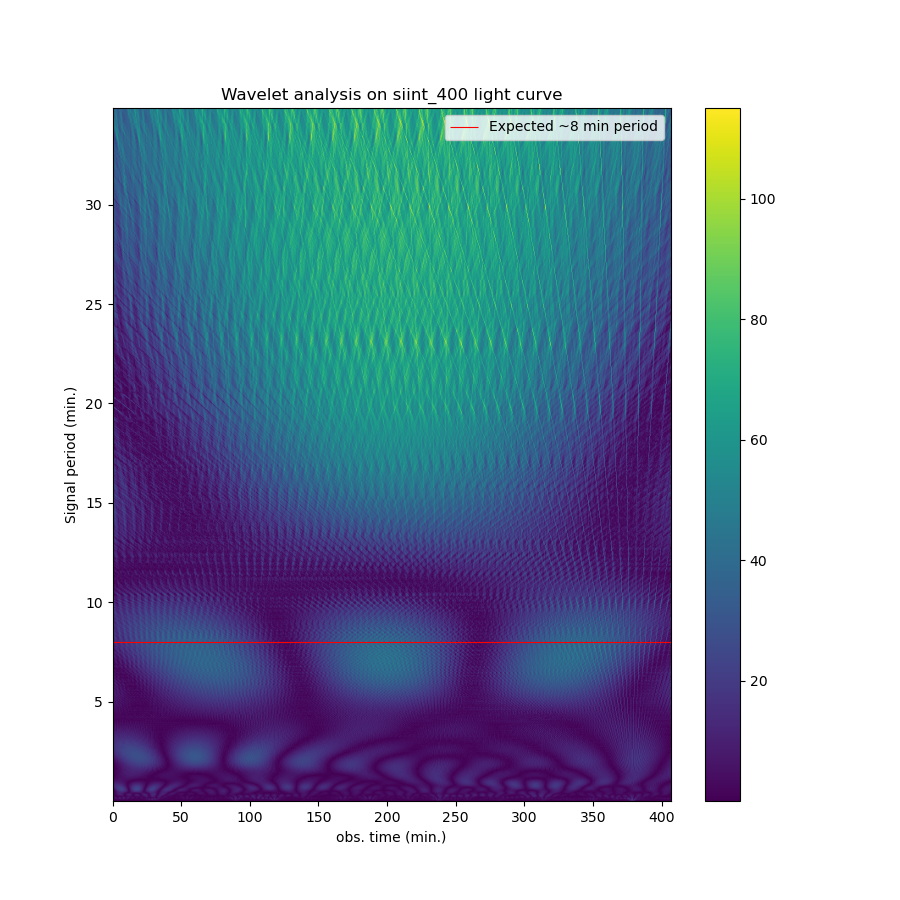 Wavelet analysis on siint_400 light curve
Expected ~8 min period
Signal period (min.)
30
25
20
15
10
5
0 50 100 150 200 250 300 350 400
obs. time (min.)
100
80
60
40
20